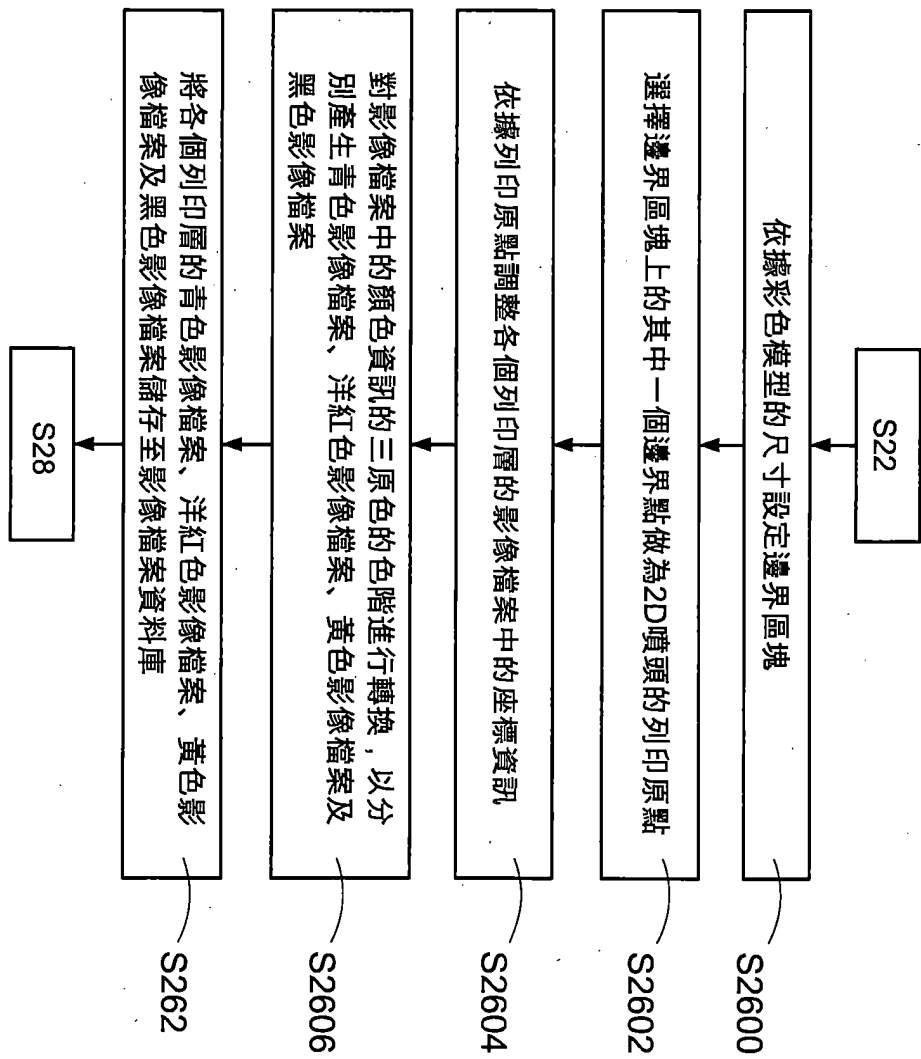 S22
依據彩色模型的尺寸設定邊界區塊
S2600
選擇邊界區塊上的其中一個邊界點做為2D噴頭的列印原點
S2602
依據列印原點調整各個列印層的影像檔案中的座標資訊
S2604
對影像檔案中的顏色資訊的三原色的色階進行轉換，以分
別產生青色影像檔案、洋紅色影像檔案、黃色影像檔案及
黑色影像檔案
S2606
將各個列印層的青色影像檔案、洋紅色影像檔案、黃色影
像檔案及黑色影像檔案儲存至影像檔案資料庫
S262
S28